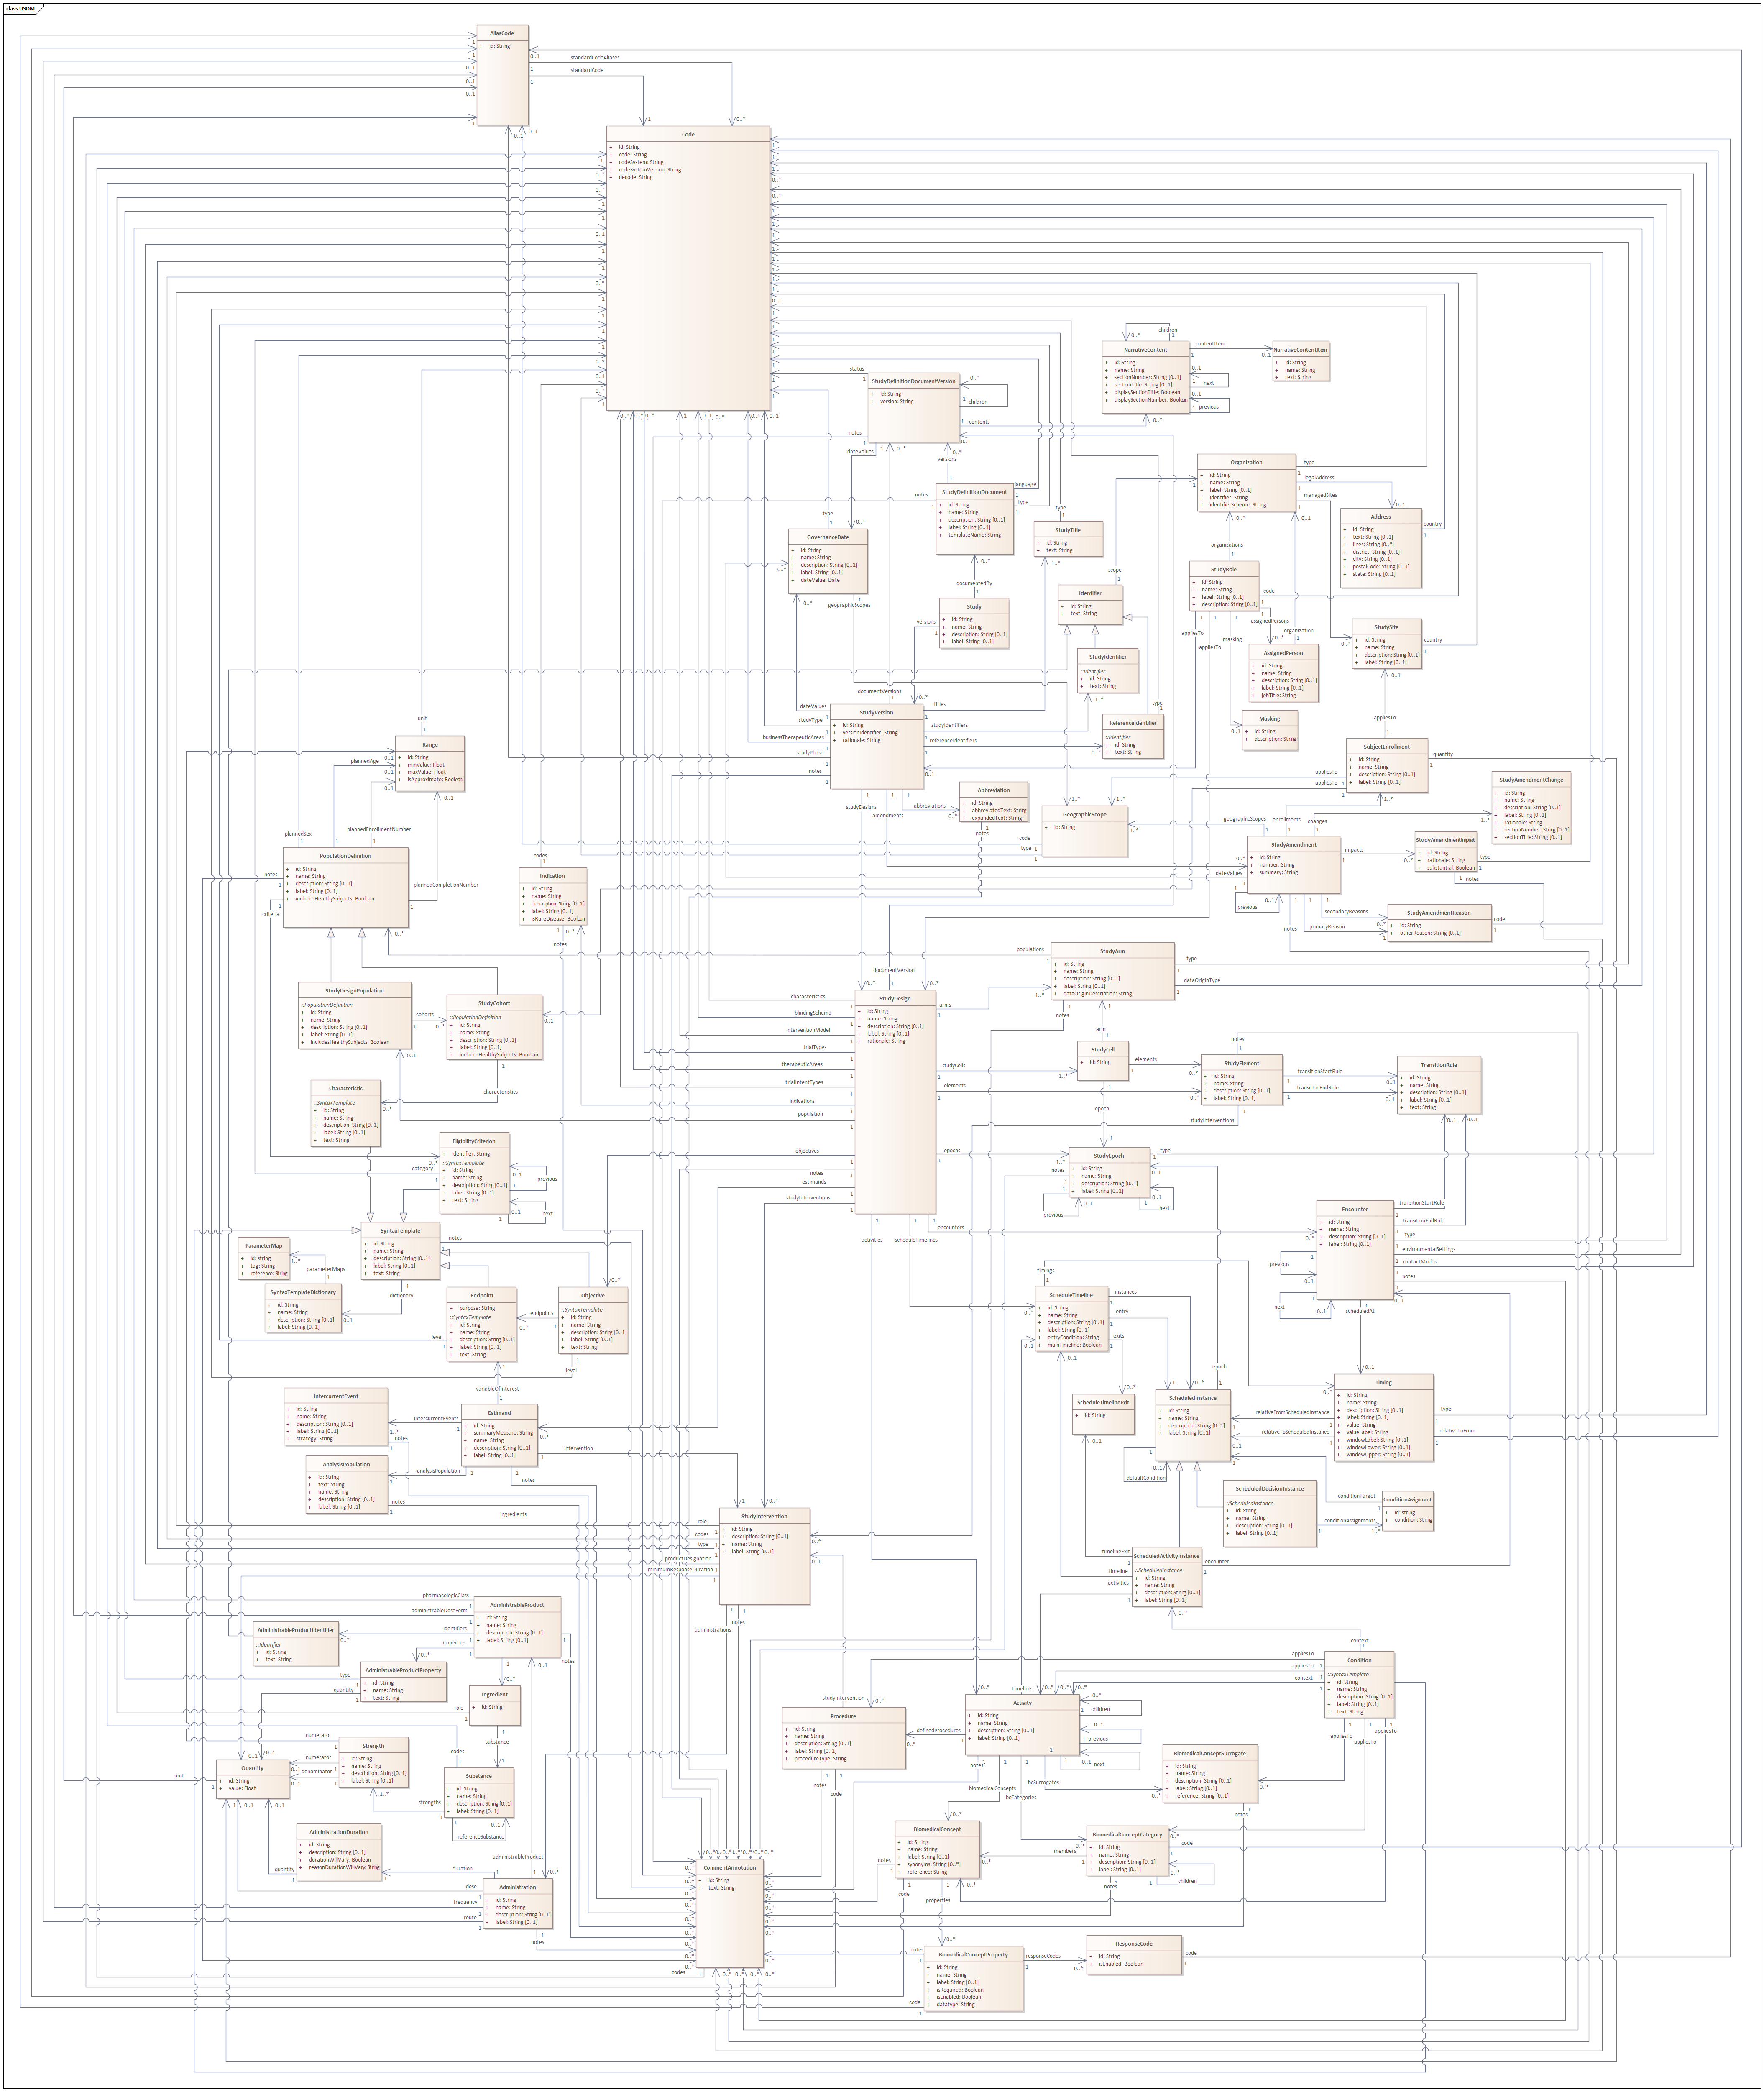 class USDM
AliasCode
+ id: String
standardCodeAliases
standardCode
Code
+ id: String
+ code: String
+ codeSystem: String
+ codeSystemVersion: String
+ decode: String
NarrativeContent
+ id: String
+ name: String
+ sectionNumber: String [0..1]
+ sectionTitle: String [0..1]
+ displaySectionTitle: Boolean
+ displaySectionNumber: Boolean
children
contentItem
next
previous
NarrativeContentItem
+ id: String
+ name: String
+ text: String
StudyDefinitionDocumentVersion
+ id: String
+ version: String
status
children
contents
notes
dateValues
versions
StudyDefinitionDocument
+ id: String
+ name: String
+ description: String [0..1]
+ label: String [0..1]
+ templateName: String
language
type
notes
documentedBy
Organization
+ id: String
+ name: String
+ label: String [0..1]
+ identifier: String
+ identifierScheme: String
type
legalAddress
managedSites
organizations
Address
+ id: String
+ text: String [0..1]
+ lines: String [0..*]
+ district: String [0..1]
+ city: String [0..1]
+ postalCode: String [0..1]
+ state: String [0..1]
country
GovernanceDate
+ id: String
+ name: String
+ description: String [0..1]
+ label: String [0..1]
+ dateValue: Date
type
geographicScopes
StudyTitle
+ id: String
+ text: String
type
Study
+ id: String
+ name: String
+ description: String [0..1]
+ label: String [0..1]
versions
Identifier
+ id: String
+ text: String
scope
StudyRole
+ id: String
+ name: String
+ label: String [0..1]
+ description: String [0..1]
code
assignedPersons
organization
masking
appliesTo
appliesTo
StudySite
+ id: String
+ name: String
+ description: String [0..1]
+ label: String [0..1]
country
StudyIdentifier
::Identifier
+ id: String
+ text: String
AssignedPerson
+ id: String
+ name: String
+ description: String [0..1]
+ label: String [0..1]
+ jobTitle: String
Masking
+ id: String
+ description: String
ReferenceIdentifier
::Identifier
+ id: String
+ text: String
type
StudyVersion
+ id: String
+ versionIdentifier: String
+ rationale: String
documentVersions
dateValues
studyType
businessTherapeuticAreas
studyPhase
notes
titles
studyIdentifiers
referenceIdentifiers
abbreviations
studyDesigns
amendments
Range
+ id: String
+ minValue: Float
+ maxValue: Float
+ isApproximate: Boolean
unit
plannedAge
plannedEnrollmentNumber
plannedCompletionNumber
plannedSex
SubjectEnrollment
+ id: String
+ name: String
+ description: String [0..1]
+ label: String [0..1]
appliesTo
quantity
appliesTo
appliesTo
Abbreviation
+ id: String
+ abbreviatedText: String
+ expandedText: String
notes
GeographicScope
+ id: String
code
type
StudyAmendmentChange
+ id: String
+ name: String
+ description: String [0..1]
+ label: String [0..1]
+ rationale: String
+ sectionNumber: String [0..1]
+ sectionTitle: String [0..1]
StudyAmendment
+ id: String
+ number: String
+ summary: String
geographicScopes
enrollments
changes
impacts
dateValues
previous
secondaryReasons
primaryReason
notes
StudyAmendmentImpact
+ id: String
+ rationale: String
+ substantial: Boolean
type
notes
StudyAmendmentReason
+ id: String
+ otherReason: String [0..1]
code
PopulationDefinition
+ id: String
+ name: String
+ description: String [0..1]
+ label: String [0..1]
+ includesHealthySubjects: Boolean
notes
criteria
Indication
+ id: String
+ name: String
+ description: String [0..1]
+ label: String [0..1]
+ isRareDisease: Boolean
codes
notes
StudyArm
+ id: String
+ name: String
+ description: String [0..1]
+ label: String [0..1]
+ dataOriginDescription: String
populations
Type
dataOriginType
notes
StudyDesignPopulation
::PopulationDefinition
+ id: String
+ name: String
+ description: String [0..1]
+ label: String [0..1]
+ includesHealthySubjects: Boolean
cohorts
StudyCohort
::PopulationDefinition
+ id: String
+ name: String
+ description: String [0..1]
+ label: String [0..1]
+ includesHealthySubjects: Boolean
characteristics
StudyDesign
+ id: String
+ name: String
+ description: String [0..1]
+ label: String [0..1]
+ rationale: String
documentVersion
characteristics
blindingSchema
interventionModel
trialTypes
therapeuticAreas
trialIntentTypes
indications
population
objectives
notes
estimands
studyInterventions
arms
studyCells
elements
epochs
encounters
activities
scheduleTimelines
StudyCell
+ id: String
arm
elements
epoch
StudyElement
+ id: String
+ name: String
+ description: String [0..1]
+ label: String [0..1]
notes
transitionStartRule
transitionEndRule
studyInterventions
TransitionRule
+ id: String
+ name: String
+ description: String [0..1]
+ label: String [0..1]
+ text: String
Characteristic
::SyntaxTemplate
+ id: String
+ name: String
+ description: String [0..1]
+ label: String [0..1]
+ text: String
EligibilityCriterion
+ identifier: String
::SyntaxTemplate
+ id: String
+ name: String
+ description: String [0..1]
+ label: String [0..1]
+ text: String
category
previous
next
StudyEpoch
+ id: String
+ name: String
+ description: String [0..1]
+ label: String [0..1]
type
notes
previous
next
SyntaxTemplate
+ id: String
+ name: String
+ description: String [0..1]
+ label: String [0..1]
+ text: String
notes
dictionary
ParameterMap
+ id: string
+ tag: String
+ reference: String
parameterMaps
SyntaxTemplateDictionary
+ id: String
+ name: String
+ description: String [0..1]
+ label: String [0..1]
Encounter
+ id: String
+ name: String
+ description: String [0..1]
+ label: String [0..1]
transitionStartRule
transitionEndRule
type
environmentalSettings
contactModes
notes
previous
next
scheduledAt
Endpoint
+ purpose: String
::SyntaxTemplate
+ id: String
+ name: String
+ description: String [0..1]
+ label: String [0..1]
+ text: String
level
Objective
::SyntaxTemplate
+ id: String
+ name: String
+ description: String [0..1]
+ label: String [0..1]
+ text: String
endpoints
level
ScheduleTimeline
+ id: String
+ name: String
+ description: String [0..1]
+ label: String [0..1]
+ entryCondition: String
+ mainTimeline: Boolean
timings
instances
entry
exits
Timing
+ id: String
+ name: String
+ description: String [0..1]
+ label: String [0..1]
+ value: String
+ valueLabel: String
+ windowLabel: String [0..1]
+ windowLower: String [0..1]
+ windowUpper: String [0..1]
type
relativeToFrom
relativeFromScheduledInstance
relativeToScheduledInstance
ScheduleTimelineExit
+ id: String
ScheduledInstance
+ id: String
+ name: String
+ description: String [0..1]
+ label: String [0..1]
epoch
defaultCondition
IntercurrentEvent
+ id: String
+ name: String
+ description: String [0..1]
+ label: String [0..1]
+ strategy: String
notes
Estimand
+ id: String
+ summaryMeasure: String
+ name: String
+ description: String [0..1]
+ label: String [0..1]
variableOfInterest
intercurrentEvents
analysisPopulation
intervention
notes
AnalysisPopulation
+ id: String
+ text: String
+ name: String
+ description: String [0..1]
+ label: String [0..1]
notes
ingredients
ScheduledDecisionInstance
::ScheduledInstance
+ id: String
+ name: String
+ description: String [0..1]
+ label: String [0..1]
conditionAssignments
conditionTarget
ConditionAssignment
+ id: string
+ condition: String
StudyIntervention
+ id: String
+ description: String [0..1]
+ name: String
+ label: String [0..1]
role
codes
type
productDesignation
minimumResponseDuration
administrations
notes
ScheduledActivityInstance
::ScheduledInstance
+ id: String
+ name: String
+ description: String [0..1]
+ label: String [0..1]
timelineExit
timeline
activities
encounter
AdministrableProduct
+ id: String
+ name: String
+ description: String [0..1]
+ label: String [0..1]
pharmacologicClass
administrableDoseForm
identifiers
properties
notes
AdministrableProductIdentifier
::Identifier
+ id: String
+ text: String
AdministrableProductProperty
+ id: String
+ name: String
+ text: String
type
quantity
Ingredient
+ id: String
role
substance
Condition
::SyntaxTemplate
+ id: String
+ name: String
+ description: String [0..1]
+ label: String [0..1]
+ text: String
context
appliesTo
appliesTo
context
appliesTo
appliesTo
appliesTo
Procedure
+ id: String
+ name: String
+ description: String [0..1]
+ label: String [0..1]
+ procedureType: String
studyIntervention
notes
code
Activity
+ id: String
+ name: String
+ description: String [0..1]
+ label: String [0..1]
timeline
children
previous
next
definedProcedures
notes
biomedicalConcepts
bcCategories
bcSurrogates
Strength
+ id: String
+ name: String
+ description: String [0..1]
+ label: String [0..1]
numerator
numerator
denominator
Quantity
+ id: String
+ value: Float
unit
Substance
+ id: String
+ name: String
+ description: String [0..1]
+ label: String [0..1]
codes
strengths
referenceSubstance
BiomedicalConceptSurrogate
+ id: String
+ name: String
+ description: String [0..1]
+ label: String [0..1]
+ reference: String [0..1]
notes
AdministrationDuration
+ id: String
+ description: String [0..1]
+ durationWillVary: Boolean
+ reasonDurationWillVary: String
quantity
Administration
+ id: String
+ name: String
+ description: String [0..1]
+ label: String [0..1]
administrableProduct
duration
dose
frequency
route
notes
CommentAnnotation
+ id: String
+ text: String
codes
BiomedicalConcept
+ id: String
+ name: String
+ label: String [0..1]
+ synonyms: String [0..*]
+ reference: String
notes
code
properties
BiomedicalConceptCategory
+ id: String
+ name: String
+ description: String [0..1]
+ label: String [0..1]
members
code
children
notes
BiomedicalConceptProperty
+ id: String
+ name: String
+ label: String [0..1]
+ isRequired: Boolean
+ isEnabled: Boolean
+ datatype: String
notes
responseCodes
code
ResponseCode
+ id: String
+ isEnabled: Boolean
code